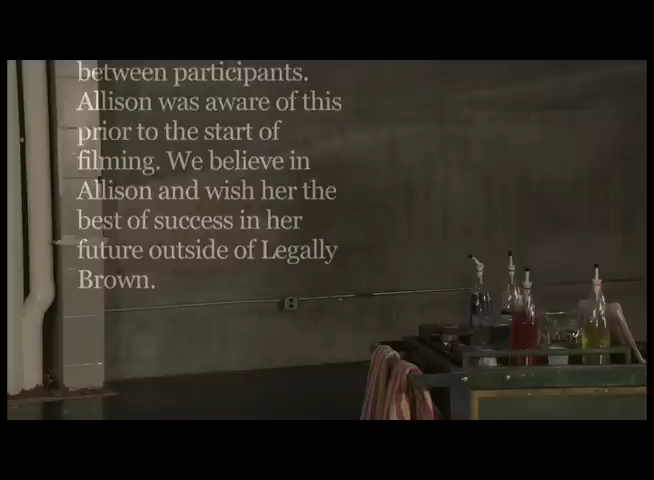 between participants.
Allison was aware of this
prior to the start of
filming. We believe in
Allison and wish her the
best of success in her
future outside of Legally
Brown.